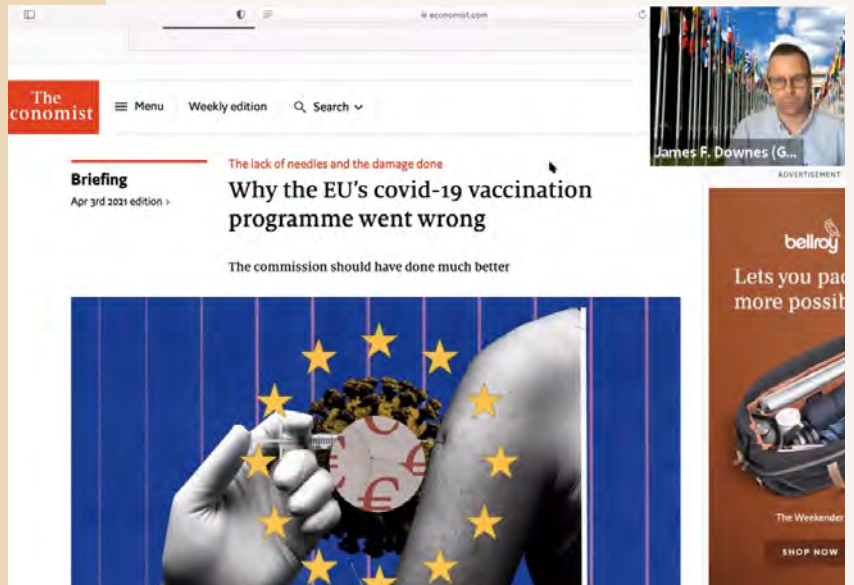 economist.com
The
conomist
Menu
Weekly edition
Search
James F. Downes (G...
ADVERTISEMENT
Briefing
Apr 3rd 2021 edition >
The lack of needles and the damage done
Why the EU's covid-19 vaccination
programme went wrong
The commission should have done much better
bellroy
Lets you pac
more possib
€
€
€
The Weekender
SHOP NOW